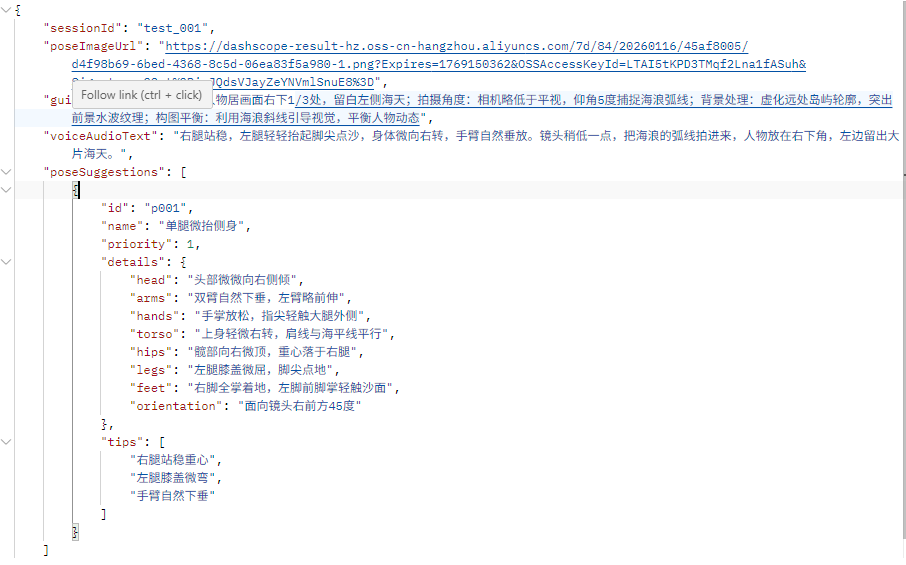 {
"sessionId": "test_001",
"poseImageUrl": "https://dashscope-result-hz.oss-cn-hangzhou.aliyuncs.com/7d/84/20260116/45af8005/
d4f98b69-6bed-4368-8c5d-06ea83f5a980-1.png?Expires=1769150362&OSSAccessKeyId=LTAI5tKPD3TMqf2Lna1fASuh&
JQdsVJayZeYNVmlSnuE8%3D",
Follow link (ctrl + click)
"gui 物居画面右下1/3处，留白左侧海天；拍摄角度：相机略低于平视，仰角5度捕捉海浪弧线；背景处理：虚化远处岛屿轮廓，突出
前景水波纹理；构图平衡：利用海浪斜线引导视觉，平衡人物动态",
"voiceAudioText": "右腿站稳，左腿轻轻抬起脚尖点沙，身体微向右转，手臂自然垂放。镜头稍低一点，把海浪的弧线拍进来，人物放在右下角，左边留出大
片海天。",
"poseSuggestions": [
{
"id": "p001",
"name": "单腿微抬侧身",
"priority": 1,
"details": {
"head": "头部微微向右侧倾",
"arms": "双臂自然下垂，左臂略前伸",
"hands": "手掌放松，指尖轻触大腿外侧",
"torso": "上身轻微右转，肩线与海平线平行",
"hips": "髋部向右微顶，重心落于右腿",
"legs": "左腿膝盖微屈，脚尖点地",
"feet": "右脚全掌着地，左脚前脚掌轻触沙面",
"orientation": "面向镜头右前方45度"
},
"tips": [
"右腿站稳重心",
"左腿膝盖微弯",
"手臂自然下垂"
]
}
]